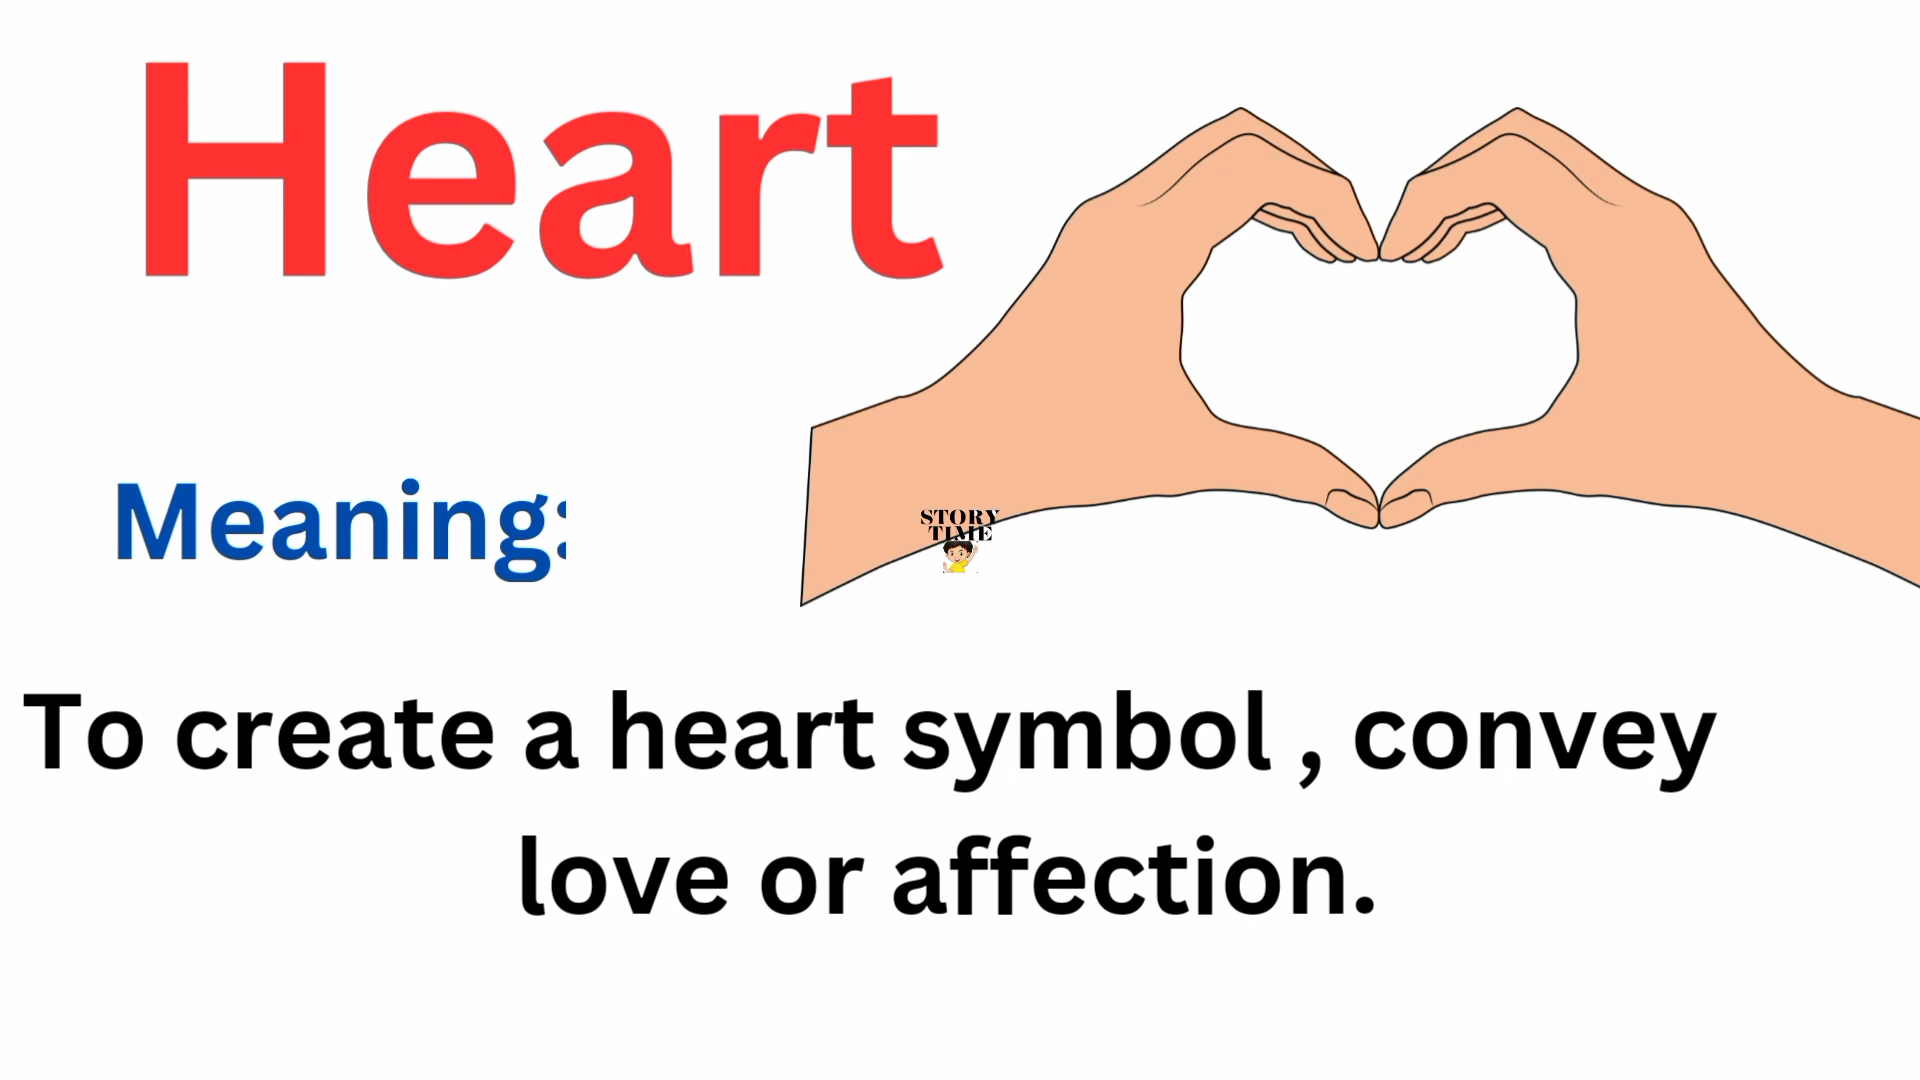 Heart
Meaning:
STORY
TIME
To create a heart symbol , convey
love or affection.